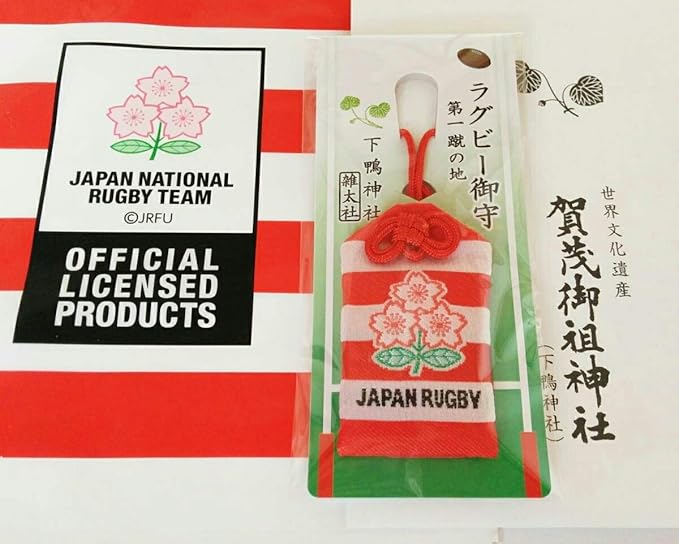 JAPAN NATIONAL
RUGBY TEAM
©JRFU
OFFICIAL
LICENSED
PRODUCTS
ラグビー御守
第一蹴の地
下鴨神社
雑太社
JAPAN RUGBY
世界文化遺産
賀茂御祖神社
(下鴨神社)